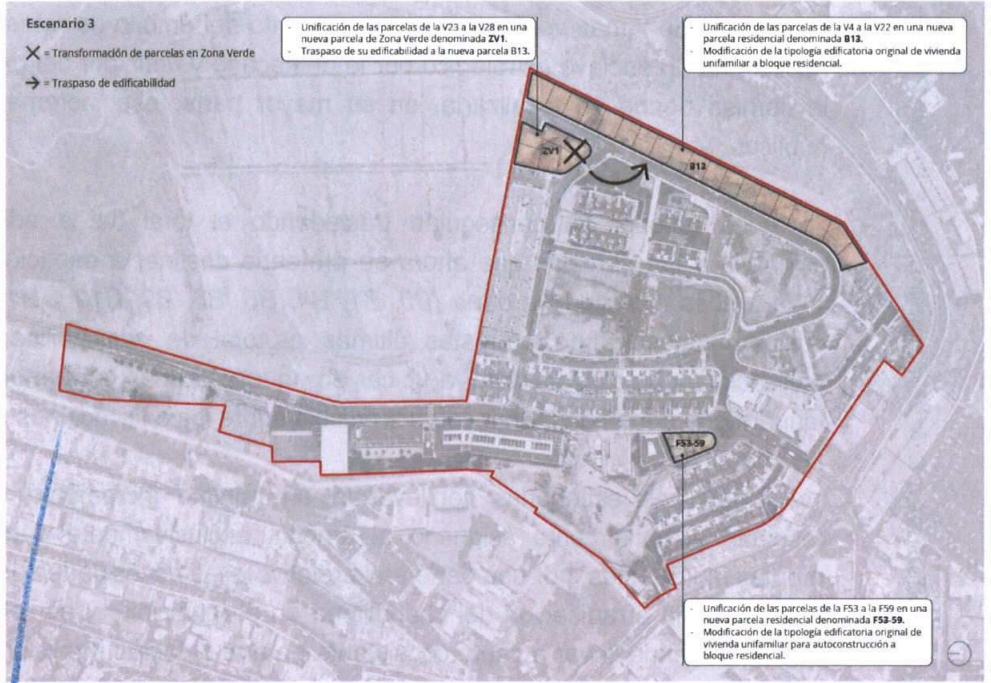 Escenario 3
= Transformación de parcelas en Zona Verde
= Traspaso de edificabilidad
- Unificación de las parcelas de la V23 a la V28 en una
nueva parcela de Zona Verde denominada ZV1.
- Traspaso de su edificabilidad a la nueva parcela B13.
- Unificación de las parcelas de la V4 a la V22 en una nueva
parcela residencial denominada B13.
- Modificación de la tipología edificatoria original de vivienda
unifamiliar a bloque residencial.
ZV1
B13
F53-59
- Unificación de las parcelas de la F53 a la F59 en una
nueva parcela residencial denominada F53-59.
- Modificación de la tipología edificatoria original de
vivienda unifamiliar para autoconstrucción a
bloque residencial.